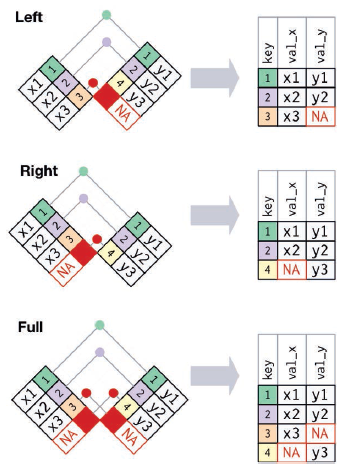 Left
1 x1
2 x2
3 x3
1 y1
2 y2
4 y3
NA
key val_x val_y
1 x1 y1
2 x2 y2
3 x3 NA
Right
1 x1
2 x2
3 x3
NA
1 y1
2 y2
4 y3
key val_x val_y
1 x1 y1
2 x2 y2
4 NA y3
Full
1 x1
2 x2
3 x3
NA
1 y1
2 y2
4 y3
NA
key val_x val_y
1 x1 y1
2 x2 y2
3 x3 NA
4 NA y3